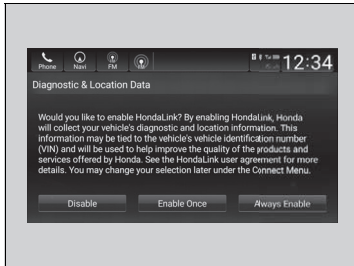 Phone
Navi
FM
12:34
Diagnostic & Location Data
Would you like to enable HondaLink? By enabling HondaLink, Honda
will collect your vehicle's diagnostic and location information. This
information may be tied to the vehicle's vehicle identification number
(VIN) and will be used to help improve the quality of the products and
services offered by Honda. See the HondaLink user agreement for more
details. You may change your selection later under the Connect Menu.
Disable
Enable Once
Always Enable